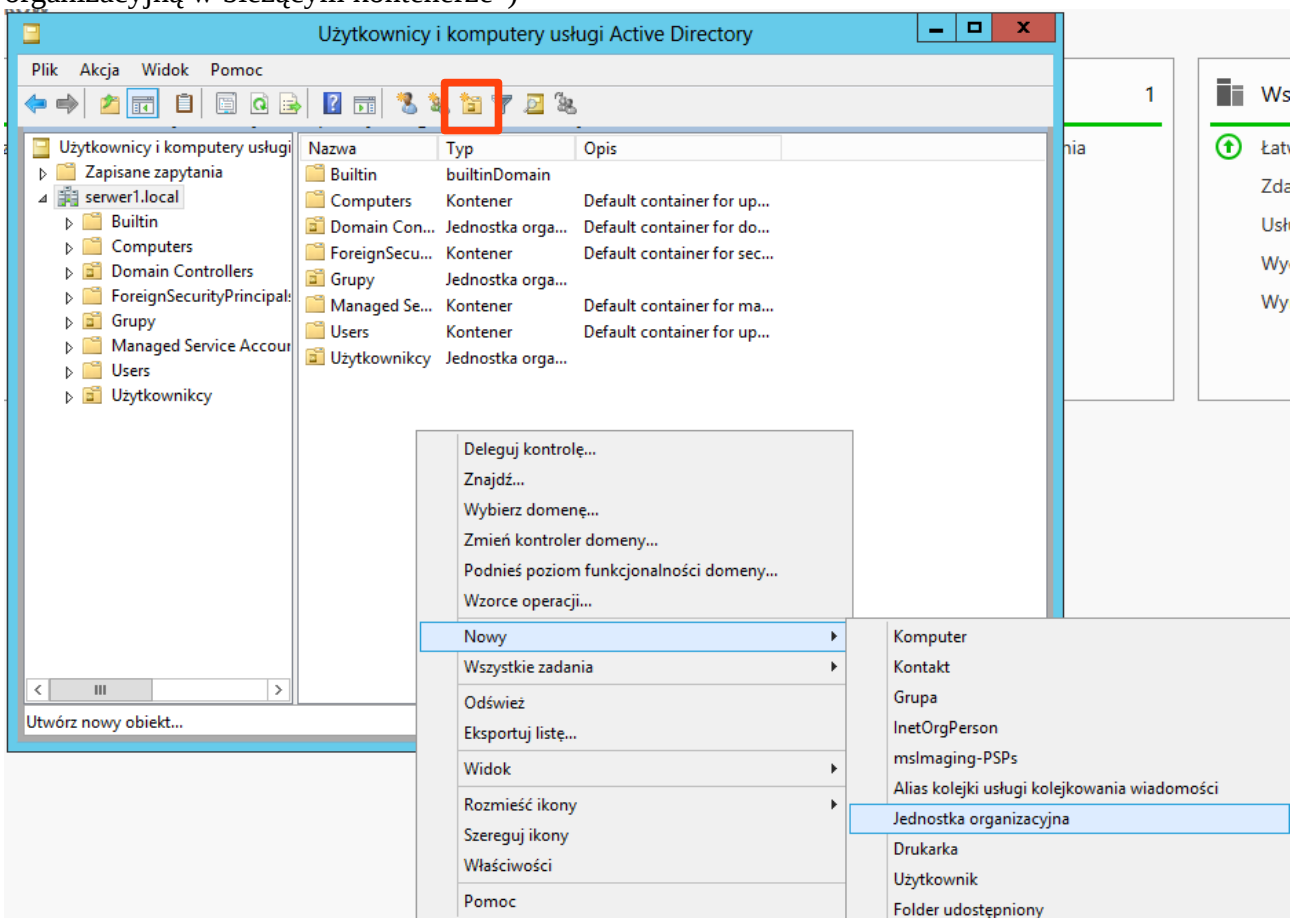 organizacyjną w bieżącym kontenerze")
Użytkownicy i komputery usługi Active Directory
Plik Akcja Widok Pomoc
Użytkownicy i komputery usługi
Zapisane zapytania
serwer1.local
Builtin
Computers
Domain Controllers
ForeignSecurityPrincipals
Grupy
Managed Service Accour
Users
Użytkownikcy
Nazwa Typ Opis
Builtin builtinDomain
Computers Kontener Default container for up...
Domain Con... Jednostka orga... Default container for do...
ForeignSecu... Kontener Default container for sec...
Grupy Jednostka orga...
Managed Se... Kontener Default container for ma...
Users Kontener Default container for up...
Użytkownikcy Jednostka orga...
Utwórz nowy obiekt...
Deleguj kontrolę...
Znajdź...
Wybierz domenę...
Zmień kontroler domeny...
Podnieś poziom funkcjonalności domeny...
Wzorce operacji...
Nowy
Wszystkie zadania
Odśwież
Eksportuj listę...
Widok
Rozmieść ikony
Szereguj ikony
Właściwości
Pomoc
Komputer
Kontakt
Grupa
InetOrgPerson
msImaging-PSPs
Alias kolejki usługi kolejkowania wiadomości
Jednostka organizacyjna
Drukarka
Użytkownik
Folder udostępniony
1
nia
Ws
Łatw
Zda
Usłu
Wy